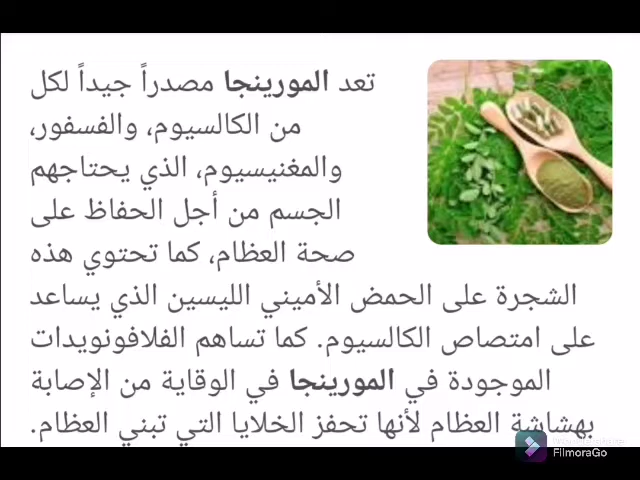 تعد المورينجا مصدراً جيداً لكل
من الكالسيوم، والفسفور،
والمغنيسيوم، الذي يحتاجهم
الجسم من أجل الحفاظ على
صحة العظام، كما تحتوي هذه
الشجرة على الحمض الأميني الليسين الذي يساعد
على امتصاص الكالسيوم. كما تساهم الفلافونويدات
الموجودة في المورينجا في الوقاية من الإصابة
بهشاشة العظام لأنها تحفز الخلايا التي تبني العظام.
FilmoraGo